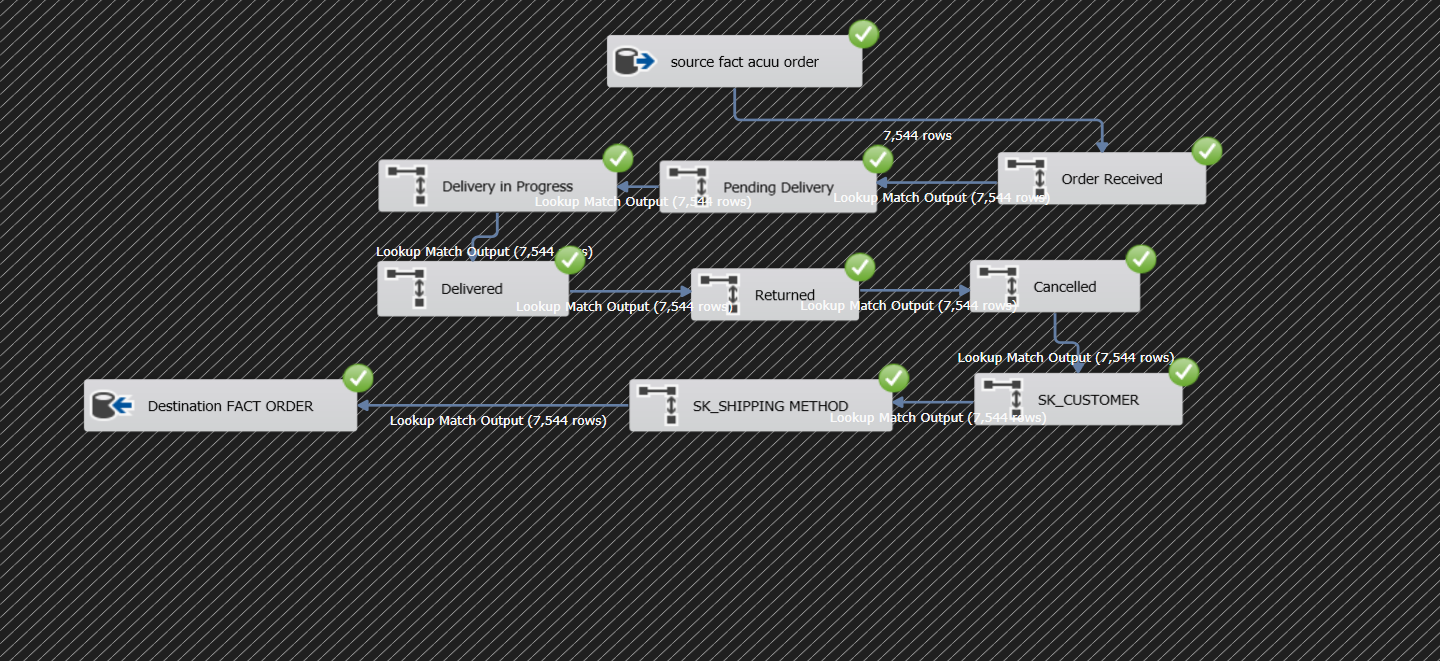 source fact acuu order
7,544 rows
Delivery in Progress
Pending Delivery
Order Received
Lookup Match Output (7,544 rows)
Lookup Match Output (7,544 rows)
Lookup Match Output (7,544 rows)
Delivered
Returned
Cancelled
Lookup Match Output (7,544 rows)
Lookup Match Output (7,544 rows)
Lookup Match Output (7,544 rows)
Destination FACT ORDER
SK_SHIPPING METHOD
SK_CUSTOMER
Lookup Match Output (7,544 rows)
Lookup Match Output (7,544 rows)